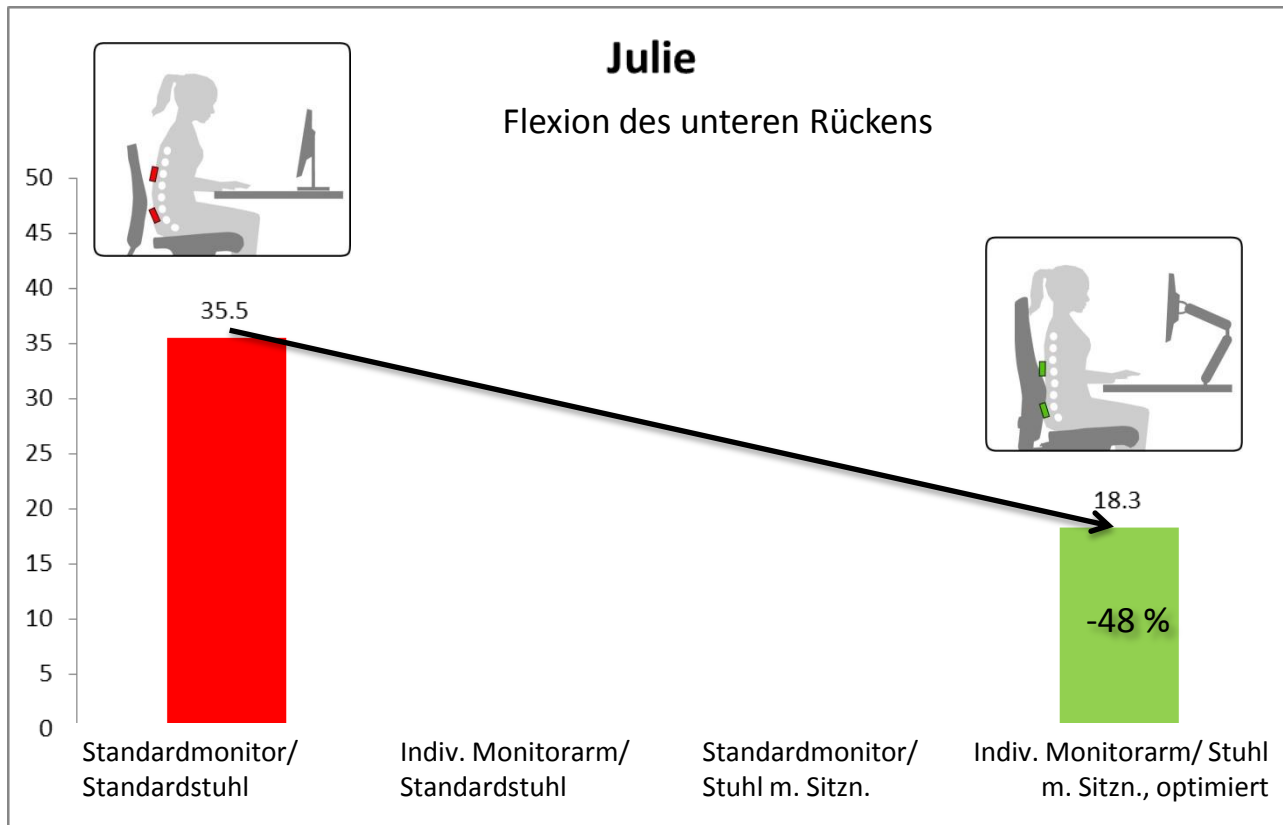 Julie
Flexion des unteren Rückens
50
45
40
35
30
25
20
15
10
5
0
35.5
18.3
-48 %
Standardmonitor/
Standardstuhl
Indiv. Monitorarm/
Standardstuhl
Standardmonitor/
Stuhl m. Sitzn.
Indiv. Monitorarm/ Stuhl
m. Sitzn., optimiert